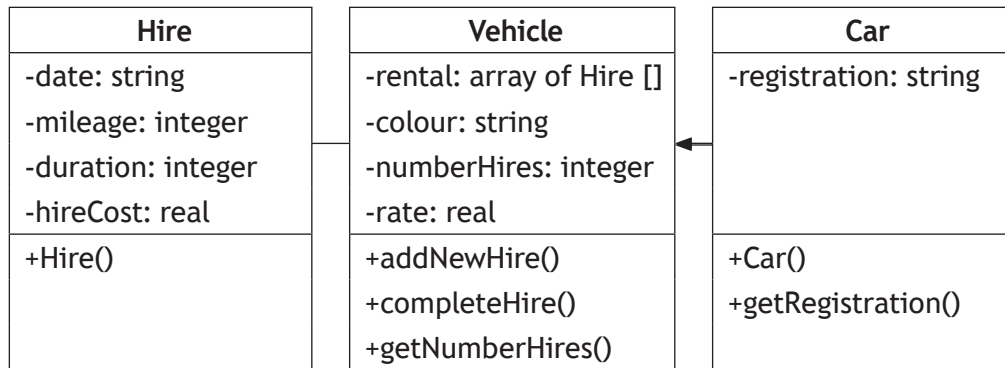 Hire
-date: string
-mileage: integer
-duration: integer
-hireCost: real
+Hire()
Vehicle
-rental: array of Hire []
-colour: string
-numberHires: integer
-rate: real
+addNewHire()
+completeHire()
+getNumberHires()
Car
-registration: string
+Car()
+getRegistration()